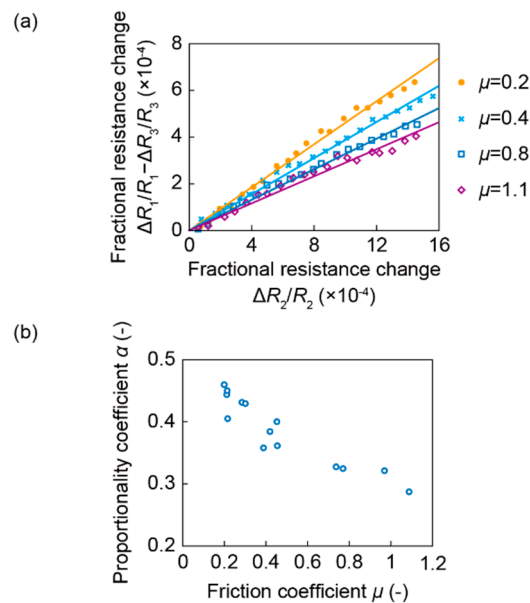 (a)
Fractional resistance change
ΔR1/R1−ΔR3/R3 (×10-4)
8
6
4
2
0
0 4 8 12 16
Fractional resistance change
ΔR2/R2 (×10-4)
μ=0.2
μ=0.4
μ=0.8
μ=1.1
(b)
Proportionality coefficient α (-)
0.5
0.4
0.3
0.2
0 0.2 0.4 0.6 0.8 1 1.2
Friction coefficient μ (-)